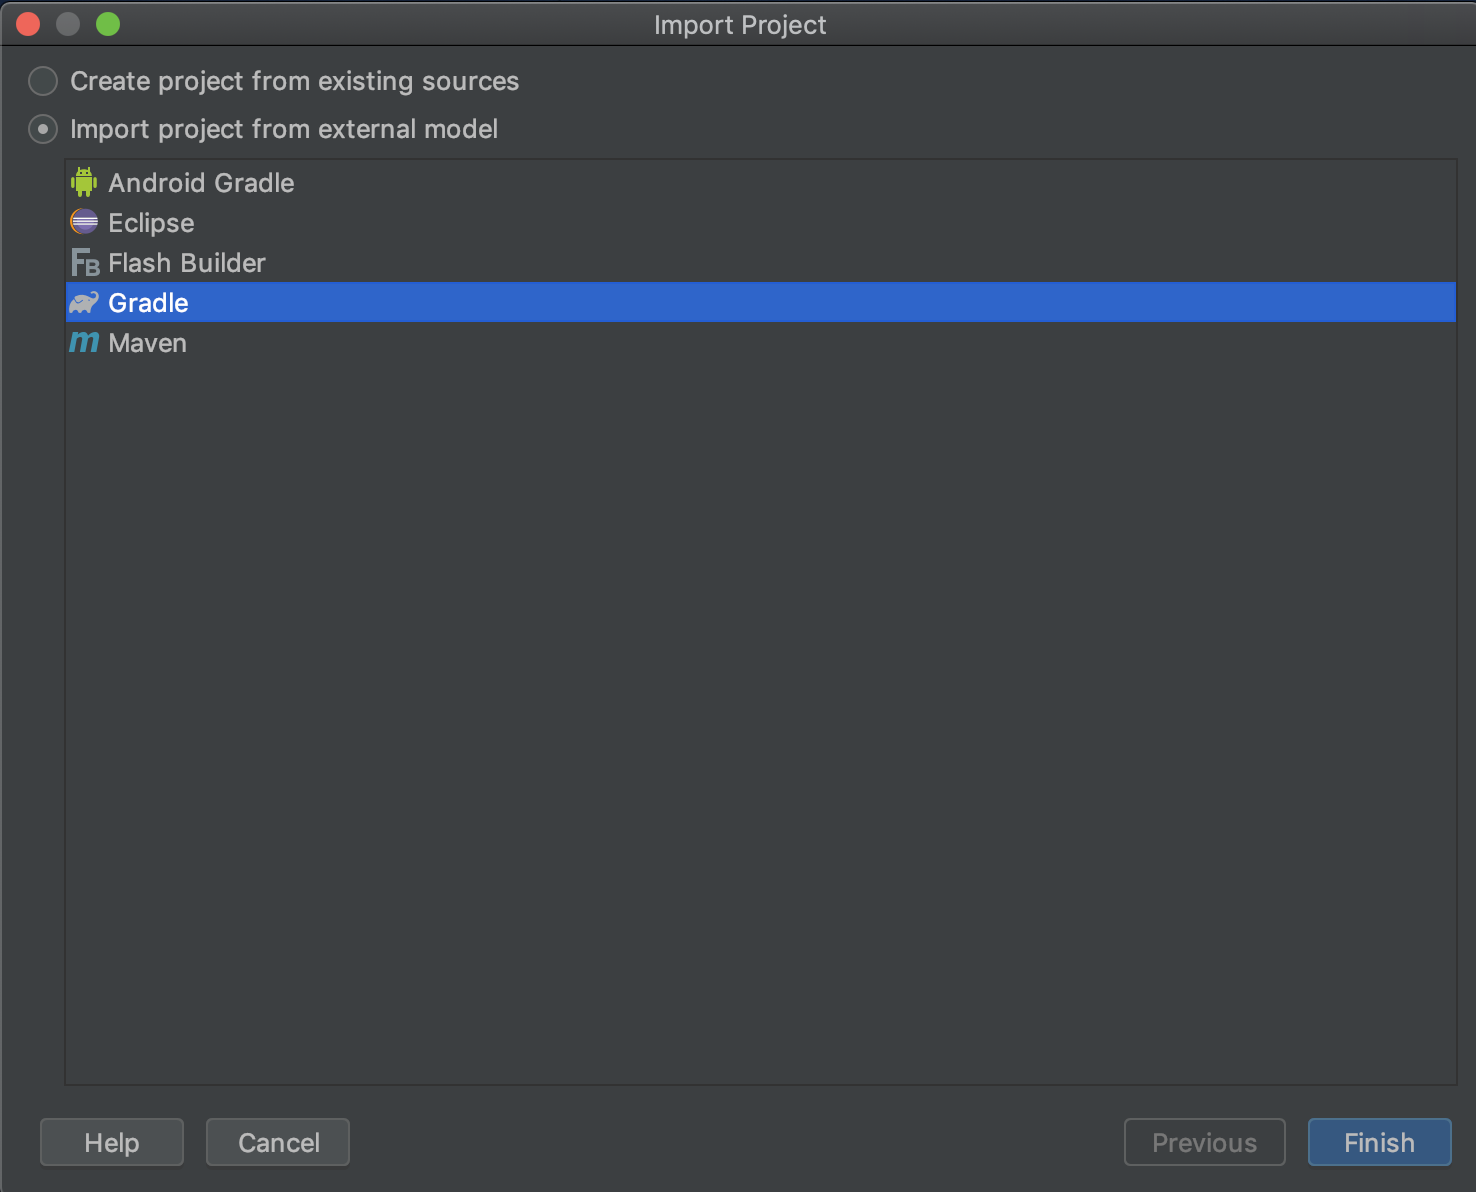 Import Project
Create project from existing sources
Import project from external model
Android Gradle
Eclipse
FB Flash Builder
Gradle
m Maven
Help Cancel Previous Finish